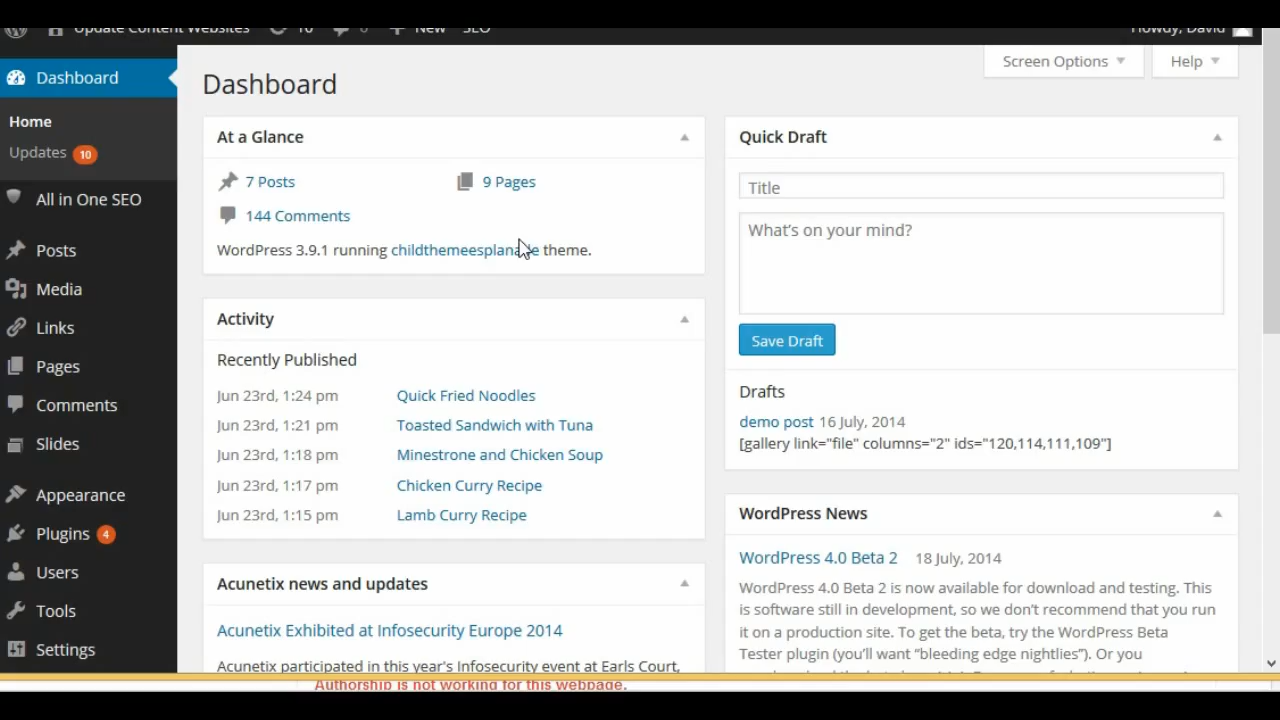 Update Content Websites 10 0 New SEO Howdy, David
Dashboard
Home
Updates 10
All in One SEO
Posts
Media
Links
Pages
Comments
Slides
Appearance
Plugins 4
Users
Tools
Settings
Screen Options Help
Dashboard
At a Glance
7 Posts 9 Pages
144 Comments
WordPress 3.9.1 running childthemeesplanade theme.
Activity
Recently Published
Jun 23rd, 1:24 pm Quick Fried Noodles
Jun 23rd, 1:21 pm Toasted Sandwich with Tuna
Jun 23rd, 1:18 pm Minestrone and Chicken Soup
Jun 23rd, 1:17 pm Chicken Curry Recipe
Jun 23rd, 1:15 pm Lamb Curry Recipe
Acunetix news and updates
Acunetix Exhibited at Infosecurity Europe 2014
Acunetix participated in this year's Infosecurity event at Earls Court,
Quick Draft
Title
What's on your mind?
Save Draft
Drafts
demo post 16 July, 2014
[gallery link="file" columns="2" ids="120,114,111,109"]
WordPress News
WordPress 4.0 Beta 2 18 July, 2014
WordPress 4.0 Beta 2 is now available for download and testing. This
is software still in development, so we don't recommend that you run
it on a production site. To get the beta, try the WordPress Beta
Tester plugin (you'll want "bleeding edge nightlies"). Or you
Authorship is not working for this webpage.